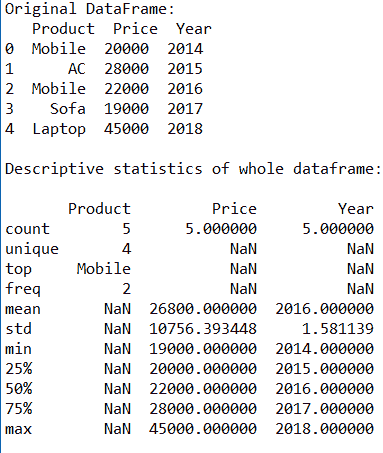 Original DataFrame:
   Product  Price  Year
0  Mobile  20000  2014
1      AC  28000  2015
2  Mobile  22000  2016
3    Sofa  19000  2017
4  Laptop  45000  2018
Descriptive statistics of whole dataframe:
       Product         Price         Year
count        5      5.000000     5.000000
unique       4           NaN          NaN
top     Mobile           NaN          NaN
freq         2           NaN          NaN
mean       NaN  26800.000000  2016.000000
std        NaN  10756.393448     1.581139
min        NaN  19000.000000  2014.000000
25%        NaN  20000.000000  2015.000000
50%        NaN  22000.000000  2016.000000
75%        NaN  28000.000000  2017.000000
max        NaN  45000.000000  2018.000000